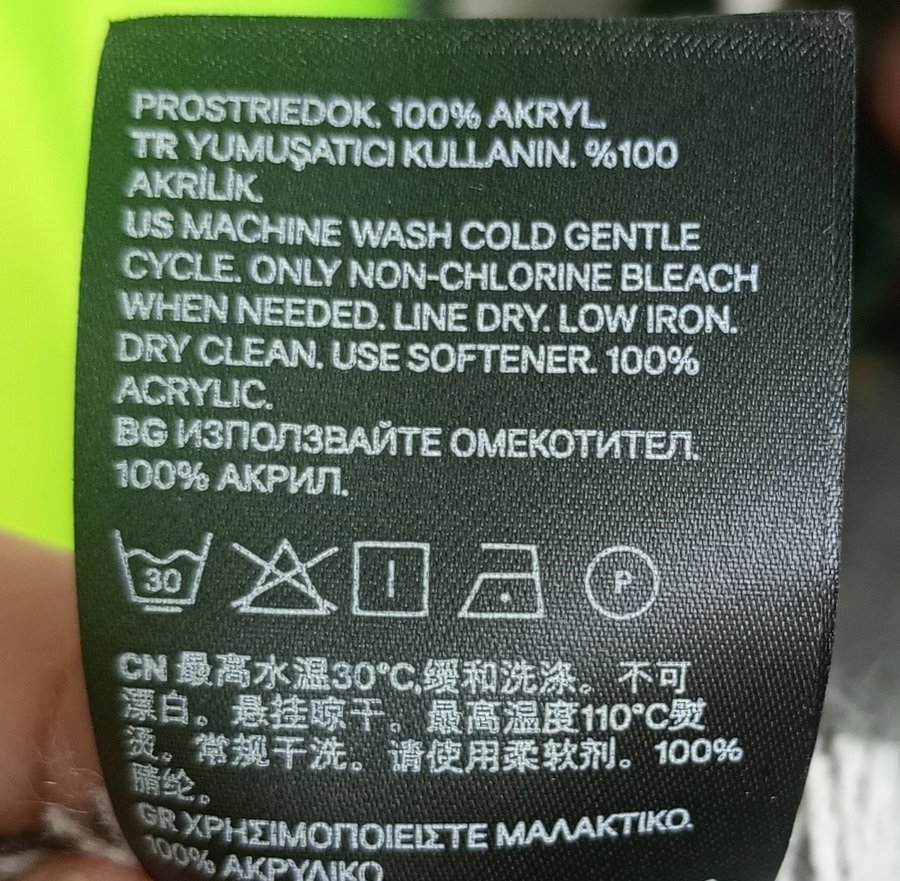 PROSTRIEDOK. 100% AKRYL.
TR YUMUŞATICI KULLANIN. %100
AKRİLİK.
US MACHINE WASH COLD GENTLE
CYCLE. ONLY NON-CHLORINE BLEACH
WHEN NEEDED. LINE DRY. LOW IRON.
DRY CLEAN. USE SOFTENER. 100%
ACRYLIC.
BG ИЗПОЛЗВАЙТЕ ОМЕКОТИТЕЛ.
100% АКРИЛ.
30 P
CN 最高水温30°C,缓和洗涤。不可
漂白。悬挂晾干。最高温度110°C熨
烫。常规干洗。请使用柔软剂。100%
腈纶。
GR ΧΡΗΣΙΜΟΠΟΙΕΙΣΤΕ ΜΑΛΑΚΤΙΚΟ.
100% ΑΚΡΥΛΙΚΟ